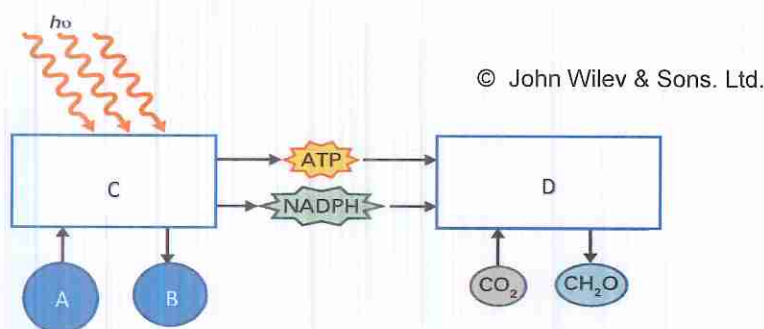 hυ
© John Wilev & Sons. Ltd.
ATP
C
D
NADPH
A
B
CO₂
CH₂O